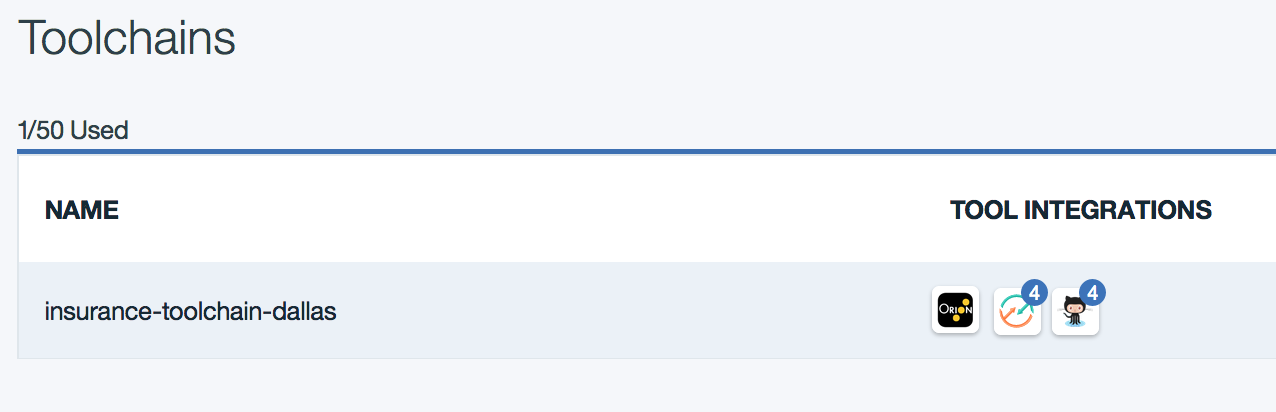 Toolchains
1/50 Used
NAME TOOL INTEGRATIONS
insurance-toolchain-dallas ORION 4 4